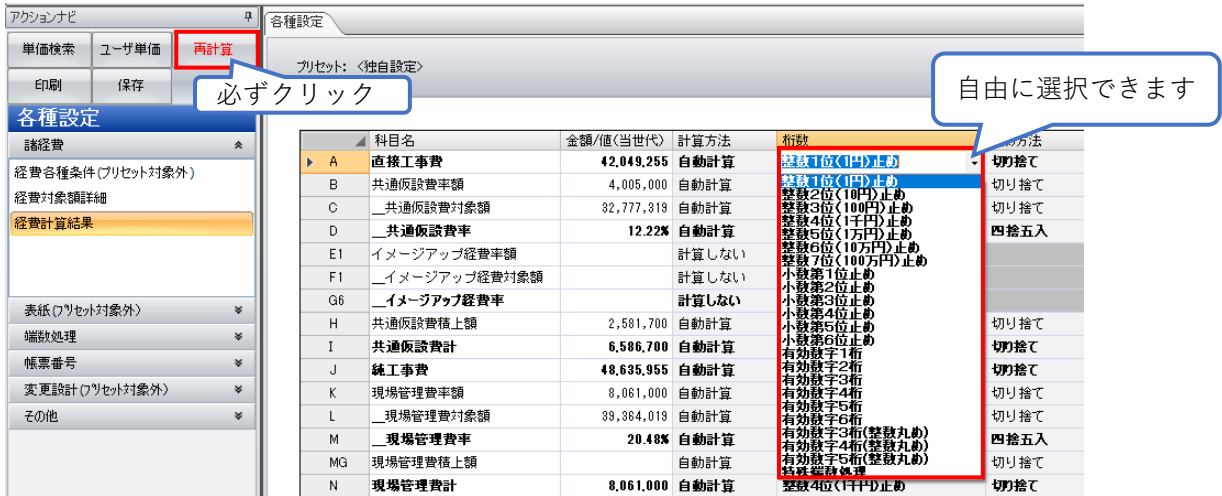 アクションナビ
単価検索 ユーザ単価 再計算
印刷 保存
必ずクリック
各種設定
諸経費
経費各種条件(プリセット対象外)
経費対象額詳細
経費計算結果
表紙(プリセット対象外)
端数処理
帳票番号
変更設計(プリセット対象外)
その他
各種設定
プリセット: <独自設定>
自由に選択できます
科目名 金額/値(当世代) 計算方法 桁数 方法
A 直接工事費 42,049,255 自動計算 整数1位(1円)止め 切り捨て
B 共通仮設費率額 4,005,000 自動計算 切り捨て
C __共通仮設費対象額 32,777,319 自動計算 切り捨て
D __共通仮設費率 12.22% 自動計算 四捨五入
E1 イメージアップ経費率額 計算しない
F1 __イメージアップ経費対象額 計算しない
G6 __イメージアップ経費率 計算しない
H 共通仮設費積上額 2,581,700 自動計算 切り捨て
I 共通仮設費計 6,586,700 自動計算 切り捨て
J 純工事費 48,635,955 自動計算 切り捨て
K 現場管理費率額 8,061,000 自動計算 切り捨て
L __現場管理費対象額 39,364,019 自動計算 切り捨て
M __現場管理費率 20.48% 自動計算 四捨五入
MG 現場管理費積上額 自動計算 切り捨て
N 現場管理費計 8,061,000 自動計算 整数4位(1千円)止め 切り捨て
整数1位(1円)止め
整数2位(10円)止め
整数3位(100円)止め
整数4位(1千円)止め
整数5位(1万円)止め
整数6位(10万円)止め
整数7位(100万円)止め
小数第1位止め
小数第2位止め
小数第3位止め
小数第4位止め
小数第5位止め
小数第6位止め
有効数字1桁
有効数字2桁
有効数字3桁
有効数字4桁
有効数字5桁
有効数字6桁
有効数字3桁(整数丸め)
有効数字4桁(整数丸め)
有効数字5桁(整数丸め)
特殊端数処理